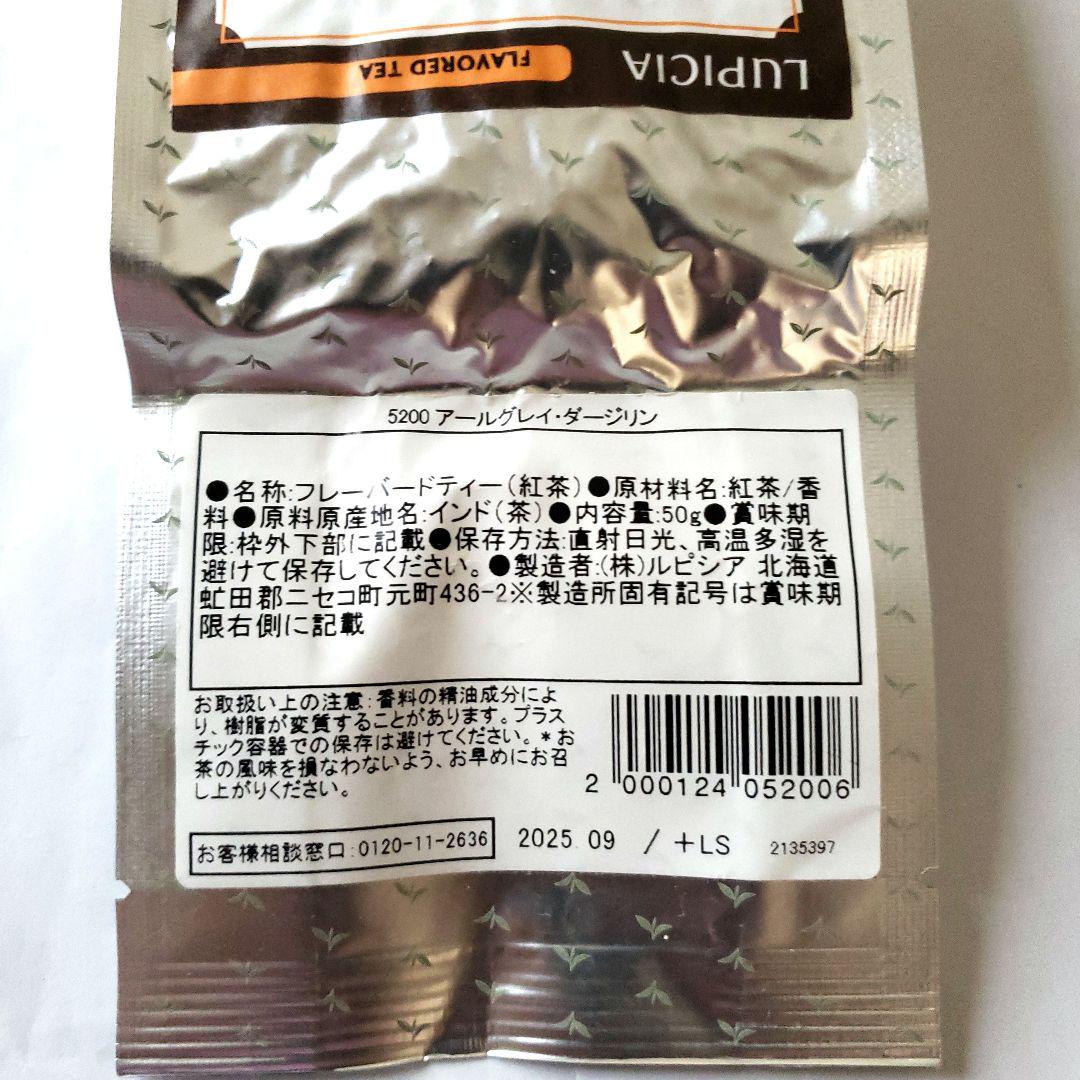 FLAVORED TEA
LUPICIA
5200 アールグレイ・ダージリン
●名称:フレーバードティー(紅茶)●原材料名:紅茶/香
料●原料原産地名:インド(茶)●内容量:50g●賞味期
限:枠外下部に記載●保存方法:直射日光、高温多湿を
避けて保存してください。●製造者:(株)ルピシア 北海道
虻田郡ニセコ町元町436-2※製造所固有記号は賞味期
限右側に記載
お取扱い上の注意:香料の精油成分によ
り、樹脂が変質することがあります。プラス
チック容器での保存は避けてください。*お
茶の風味を損なわないよう、お早めにお召
し上がりください。
2 000124 052006
お客様相談窓口:0120-11-2636
2025.09 / +LS 2135397